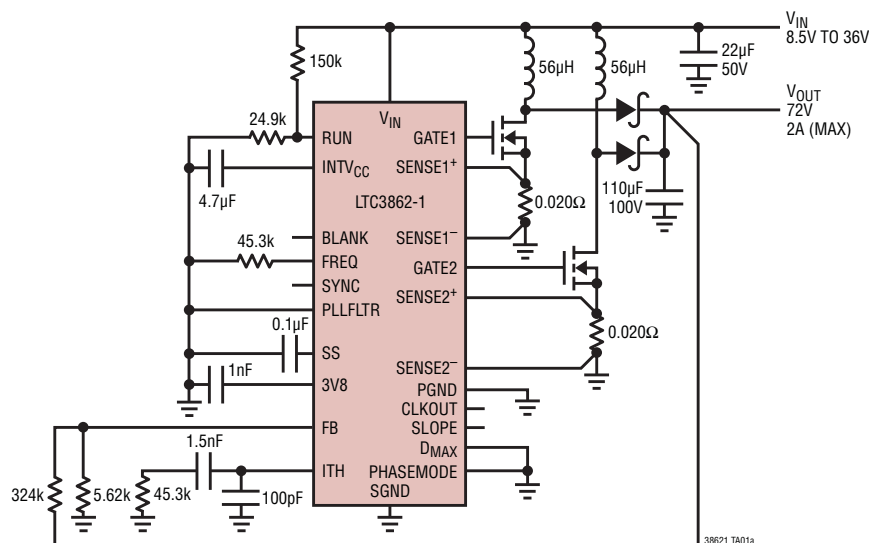 V_IN
8.5V TO 36V
22µF
50V
56µH
56µH
150k
24.9k
4.7µF
45.3k
0.1µF
1nF
1.5nF
324k
5.62k
45.3k
100pF
V_IN
RUN
INTV_CC
LTC3862-1
BLANK
FREQ
SYNC
PLLFLTR
SS
3V8
FB
ITH
GATE1
SENSE1+
SENSE1–
GATE2
SENSE2+
SENSE2–
PGND
CLKOUT
SLOPE
D_MAX
PHASEMODE
SGND
0.020Ω
0.020Ω
V_OUT
72V
2A (MAX)
110µF
100V
38621 TA01a